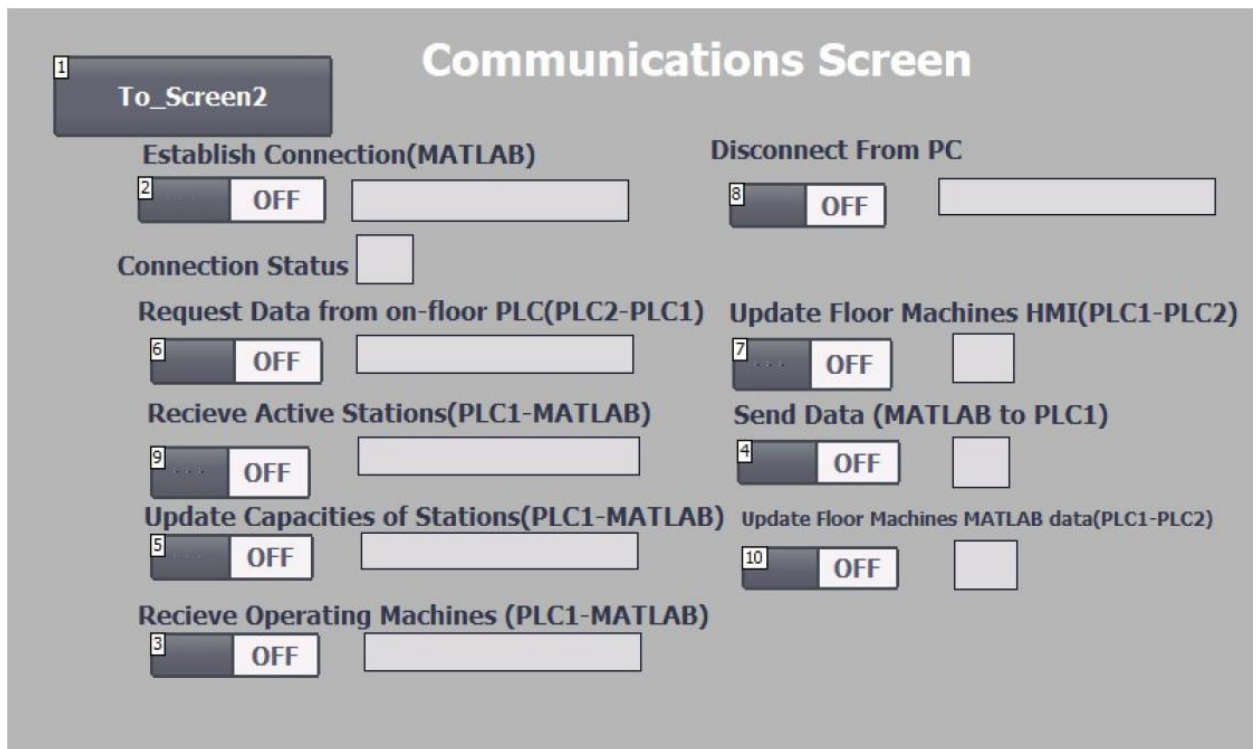 Communications Screen
1
To_Screen2
Establish Connection(MATLAB)
2
OFF
Disconnect From PC
8
OFF
Connection Status
Request Data from on-floor PLC(PLC2-PLC1)
6
OFF
Update Floor Machines HMI(PLC1-PLC2)
7
...
OFF
Recieve Active Stations(PLC1-MATLAB)
9
...
OFF
Send Data (MATLAB to PLC1)
4
OFF
Update Capacities of Stations(PLC1-MATLAB)
5
OFF
Update Floor Machines MATLAB data(PLC1-PLC2)
10
OFF
Recieve Operating Machines (PLC1-MATLAB)
3
OFF